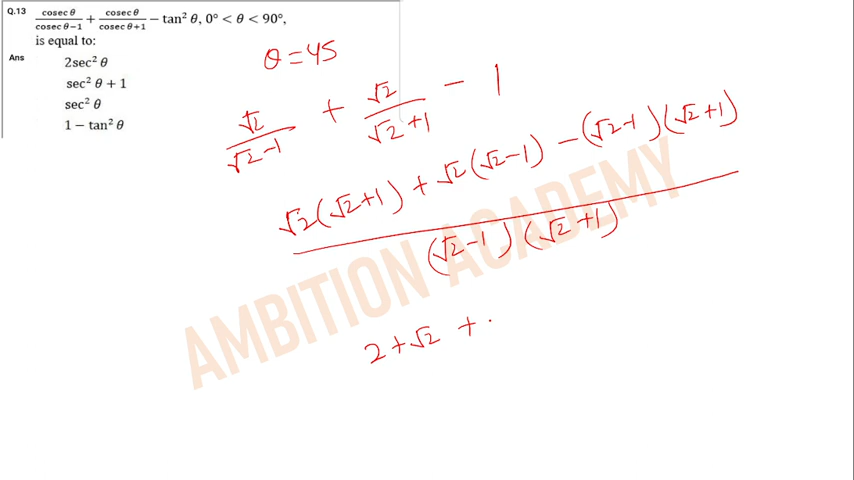 Q.13 cosec θ/cosec θ−1 + cosec θ/cosec θ+1 − tan² θ, 0° < θ < 90°,
is equal to:
Ans
2sec² θ
sec² θ + 1
sec² θ
1 − tan² θ
θ = 45
√2/√2−1 + √2/√2+1 − 1
√2(√2+1) + √2(√2−1) − (√2−1)(√2+1)
(√2−1)(√2+1)
2+√2 + .
AMBITION ACADEMY